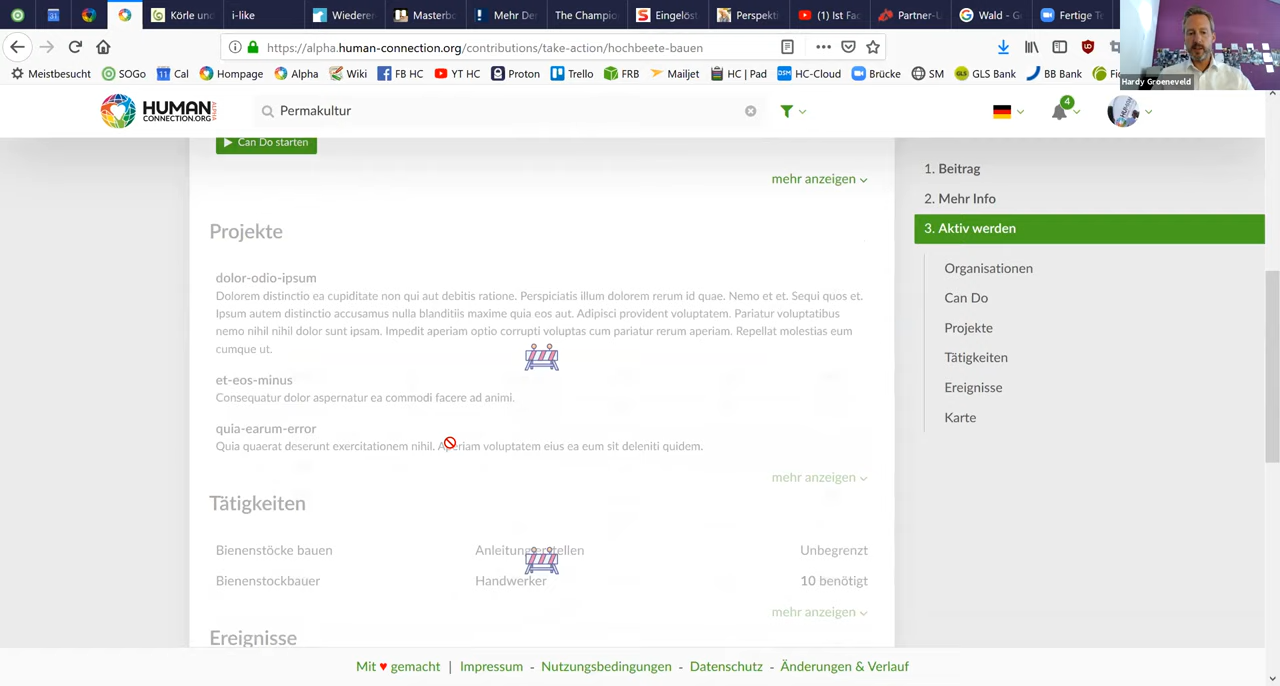 Körle und
i-like
Wiederer
Masterbo
Mehr Der
The Champio
Eingelöst
Perspekti
(1) Ist Fac
Partner-U
Wald - G
Fertige Te
https://alpha.human-connection.org/contributions/take-action/hochbeete-bauen
Meistbesucht
SOGo
Cal
Hompage
Alpha
Wiki
FB HC
YT HC
Proton
Trello
FRB
Mailjet
HC | Pad
HC-Cloud
Brücke
SM
GLS Bank
BB Bank
Hardy Groeneveld
HUMAN
CONNECTION.ORG
ALPHA
Permakultur
4
Can Do starten
mehr anzeigen
Projekte
dolor-odio-ipsum
Dolorem distinctio ea cupiditate non qui aut debitis ratione. Perspiciatis illum dolorem rerum id quae. Nemo et et. Sequi quos et.
Ipsum autem distinctio accusamus nulla blanditiis maxime quia eos aut. Adipisci provident voluptatem. Pariatur voluptatibus
nemo nihil nihil dolor sunt ipsam. Impedit aperiam optio corrupti voluptas cum pariatur rerum aperiam. Repellat molestias eum
cumque ut.
et-eos-minus
Consequatur dolor aspernatur ea commodi facere ad animi.
quia-earum-error
Quia quaerat deserunt exercitationem nihil. Aperiam voluptatem eius ea eum sit deleniti quidem.
mehr anzeigen
Tätigkeiten
Bienenstöcke bauen
Anleitung erstellen
Unbegrenzt
Bienenstockbauer
Handwerker
10 benötigt
mehr anzeigen
Ereignisse
1. Beitrag
2. Mehr Info
3. Aktiv werden
Organisationen
Can Do
Projekte
Tätigkeiten
Ereignisse
Karte
Mit ♥ gemacht | Impressum - Nutzungsbedingungen - Datenschutz - Änderungen & Verlauf